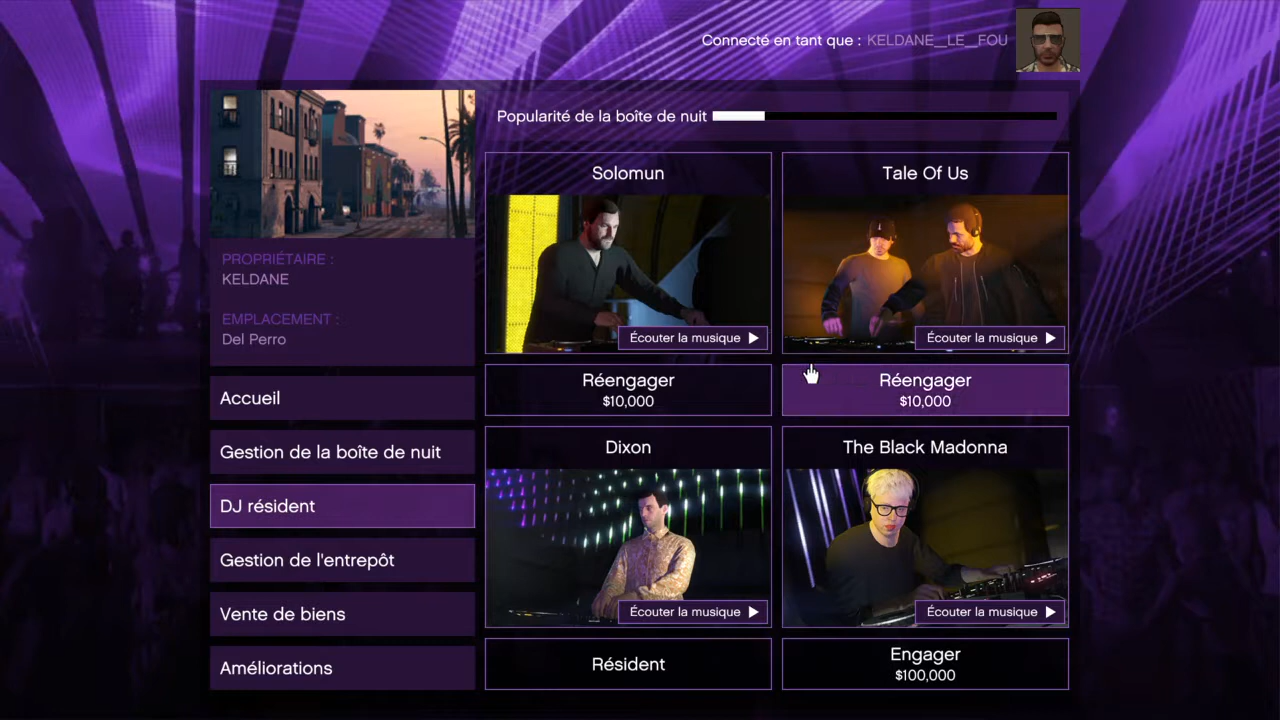 Connecté en tant que : KELDANE__LE_FOU
Popularité de la boîte de nuit
PROPRIÉTAIRE :
KELDANE
EMPLACEMENT :
Del Perro
Accueil
Gestion de la boîte de nuit
DJ résident
Gestion de l'entrepôt
Vente de biens
Améliorations
Solomun
Écouter la musique
Réengager
$10,000
Tale Of Us
Écouter la musique
Réengager
$10,000
Dixon
Écouter la musique
Résident
The Black Madonna
Écouter la musique
Engager
$100,000